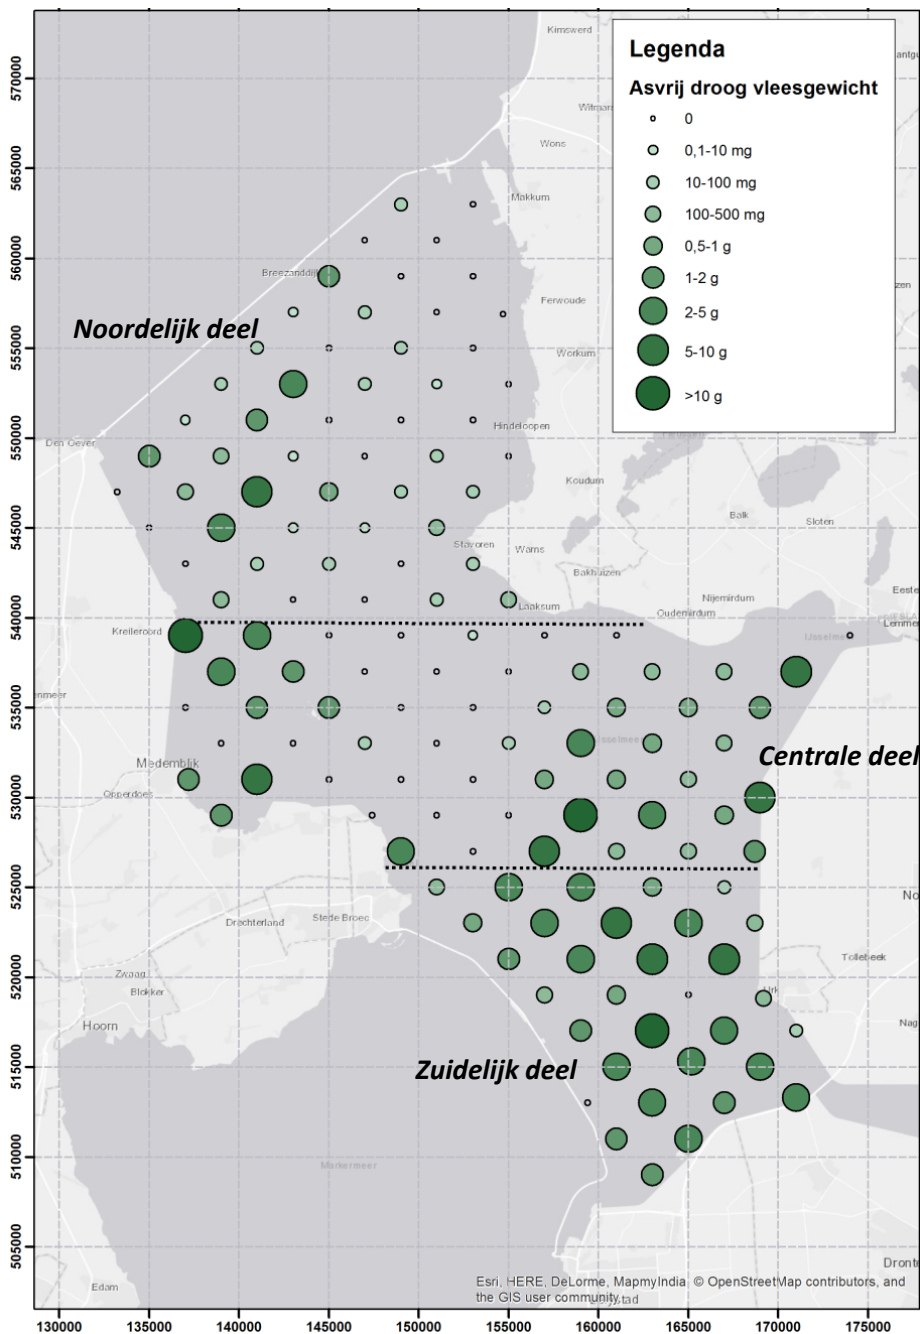 Legenda
Asvrij droog vleesgewicht
0
0,1-10 mg
10-100 mg
100-500 mg
0,5-1 g
1-2 g
2-5 g
5-10 g
>10 g
Kimswerd
Wons
Makkum
Breezanddijk
Ferwoude
Noordelijk deel
Workum
Den Oever
Hindeloopen
Koudum
Balk
Sloten
Stavoren
Warns
Bakhuizen
Nijemirdum
Laaksum
Oudemirdum
Kreileroord
Lemmer
Medemblik
Centrale deel
Opperdoes
Stede Broec
Drechterland
Zwaag
Blokker
Tollebeek
Hoorn
Zuidelijk deel
Markermeer
Edam
Esri, HERE, DeLorme, MapmyIndia, © OpenStreetMap contributors, and
the GIS user community
570000
565000
560000
555000
550000
545000
540000
535000
530000
525000
520000
515000
510000
505000
130000 135000 140000 145000 150000 155000 160000 165000 170000 175000